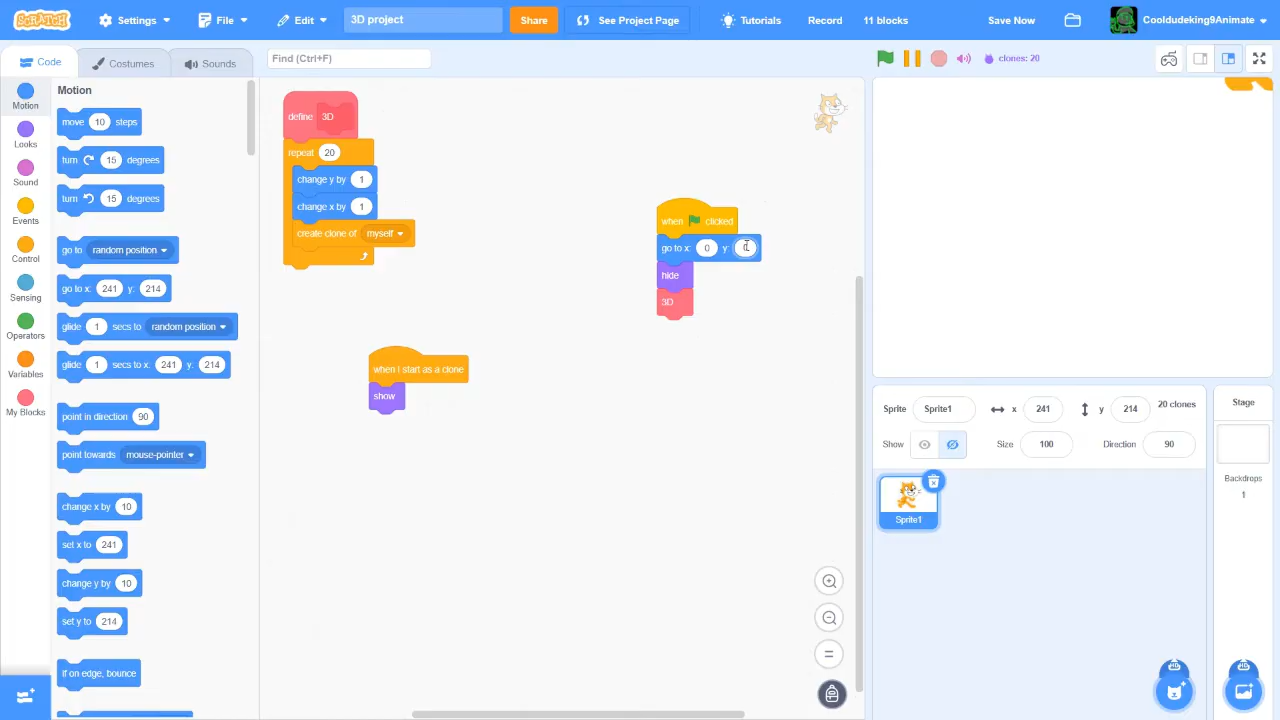 SCRATCH Settings File Edit 3D project Share See Project Page Tutorials Record 11 blocks Save Now Cooldudeking9Animate
Code Costumes Sounds Find (Ctrl+F) clones: 20
Motion
Looks
Sound
Events
Control
Sensing
Operators
Variables
My Blocks
Motion
move 10 steps
turn 15 degrees
turn 15 degrees
go to random position
go to x: 241 y: 214
glide 1 secs to random position
glide 1 secs to x: 241 y: 214
point in direction 90
point towards mouse-pointer
change x by 10
set x to 241
change y by 10
set y to 214
if on edge, bounce
define 3D
repeat 20
change y by 1
change x by 1
create clone of myself
when I start as a clone
show
when clicked
go to x: 0 y:
hide
3D
Sprite Sprite1 x 241 y 214 20 clones
Show Size 100 Direction 90
Sprite1
Stage
Backdrops
1